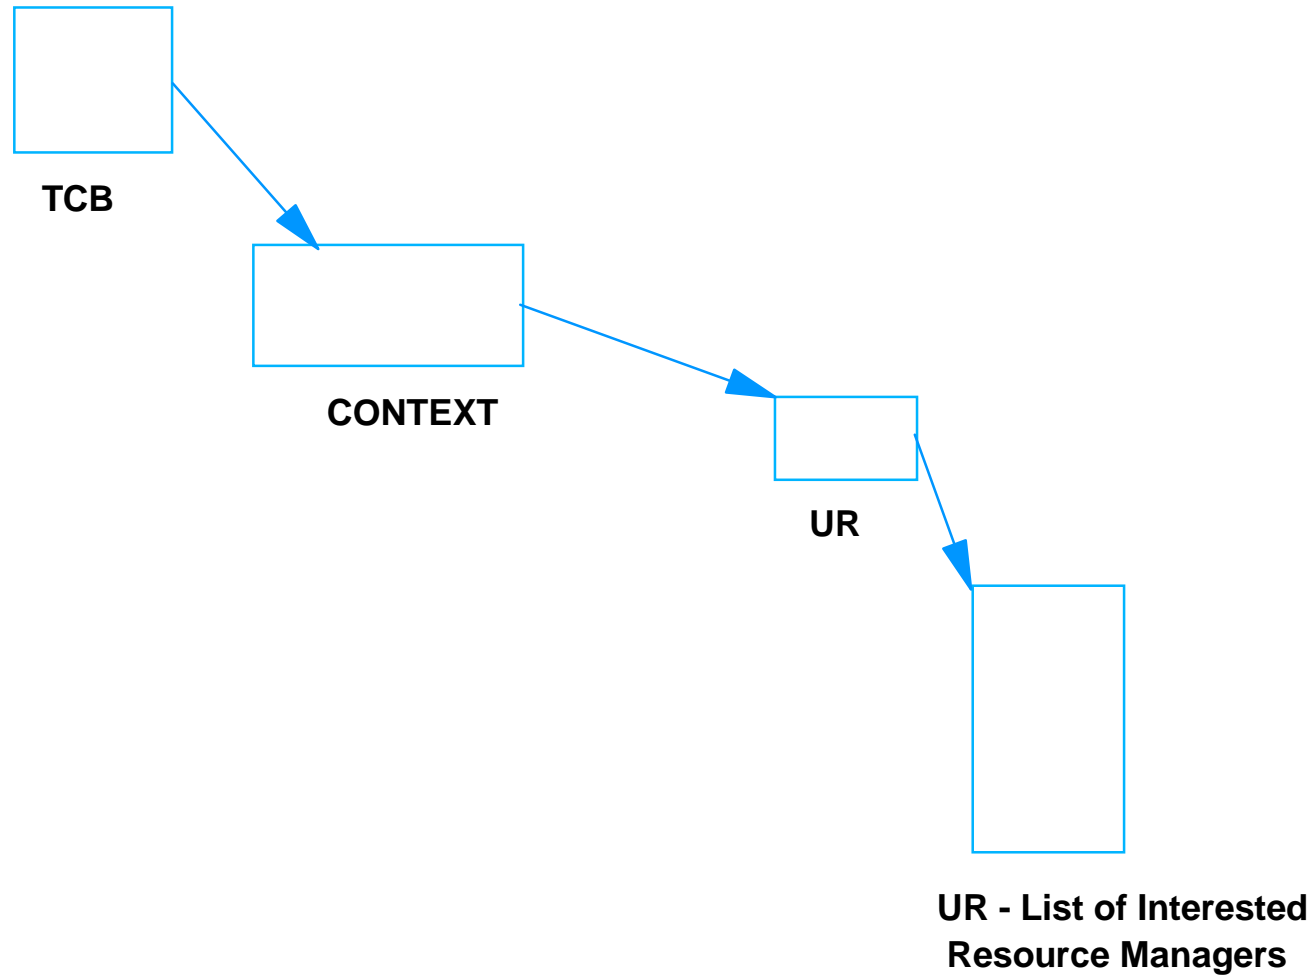 TCB
CONTEXT
UR
UR - List of Interested
Resource Managers